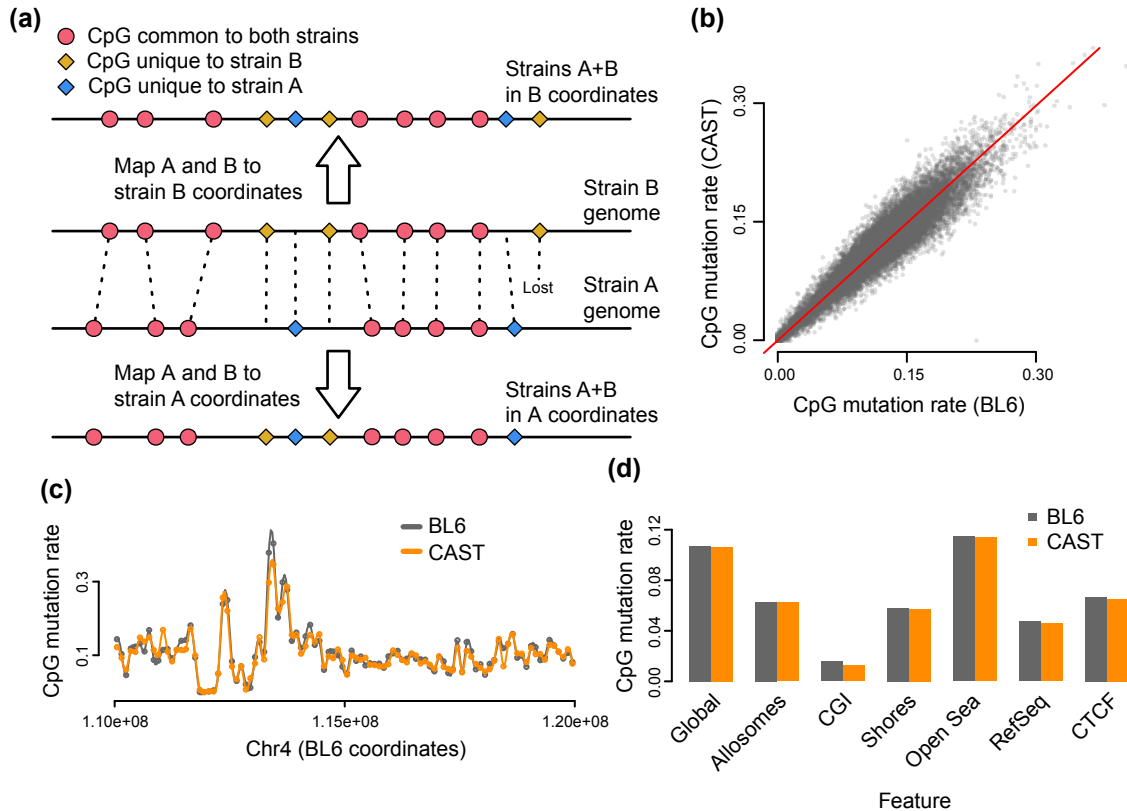 (a)
CpG common to both strains
CpG unique to strain B
CpG unique to strain A
Strains A+B
in B coordinates
Map A and B to
strain B coordinates
Strain B
genome
Lost
Strain A
genome
Map A and B to
strain A coordinates
Strains A+B
in A coordinates
(b)
CpG mutation rate (CAST)
0.30
0.15
0.00
0.00
0.15
0.30
CpG mutation rate (BL6)
(c)
BL6
CAST
CpG mutation rate
0.3
0.1
1.10e+08
1.15e+08
1.20e+08
Chr4 (BL6 coordinates)
(d)
BL6
CAST
CpG mutation rate
0.12
0.08
0.04
0.00
Global
Allosomes
CGI
Shores
Open Sea
RefSeq
CTCF
Feature